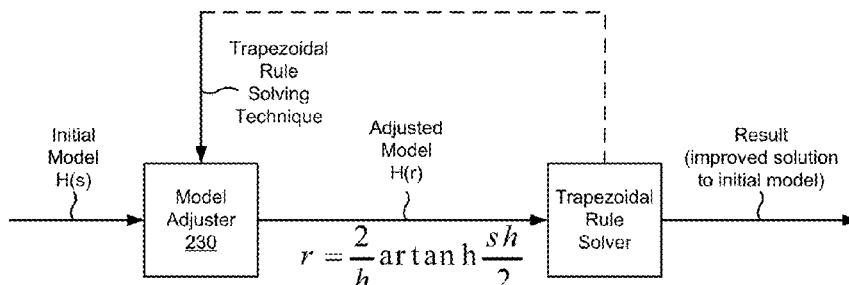 Trapezoidal
Rule
Solving
Technique
Initial
Model
H(s)
Adjusted
Model
H(r)
Result
(improved solution
to initial model)
Model
Adjuster
230
Trapezoidal
Rule
Solver
r = 2/h artanh sh/2